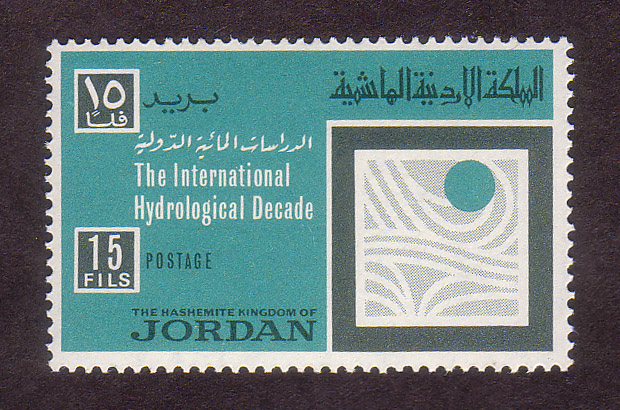 ١٥
فلسًا
بريد
المملكة الاردنية الهاشمية
الدراسات المائية الدولية
The International
Hydrological Decade
15
FILS
POSTAGE
THE HASHEMITE KINGDOM OF
JORDAN